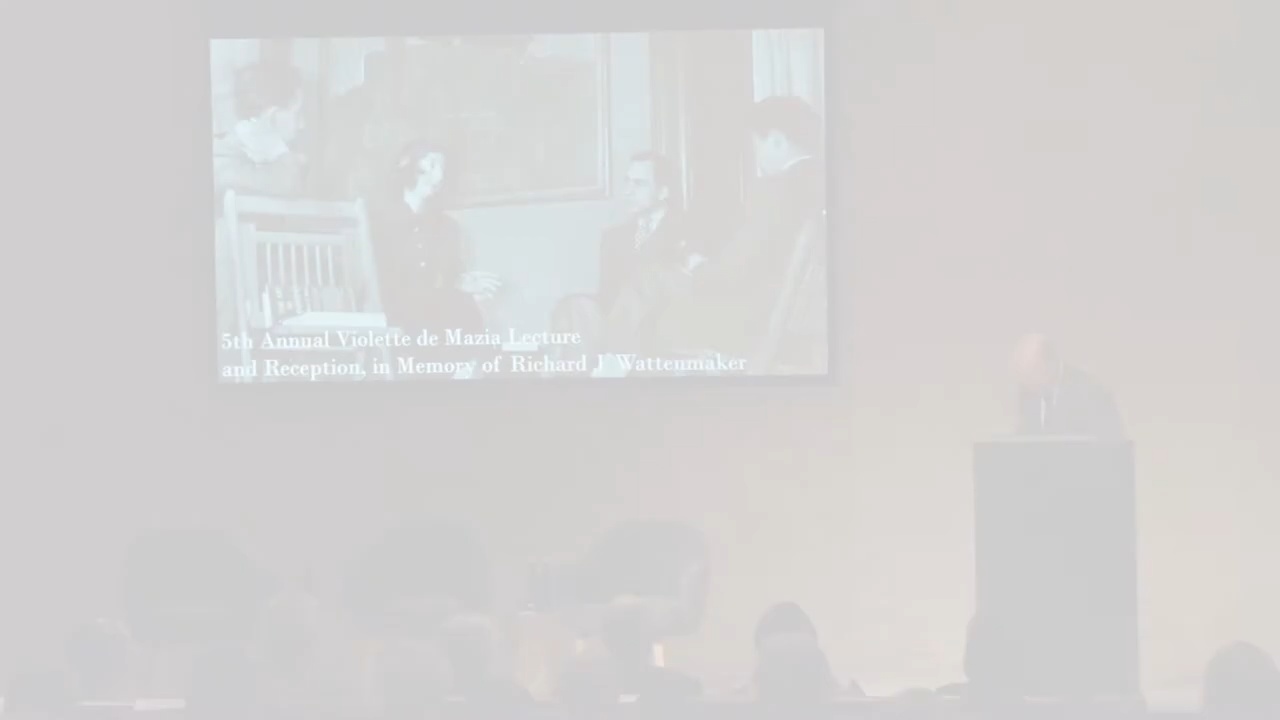 5th Annual Violette de Mazia Lecture
and Reception, in Memory of Richard J Wattenmaker